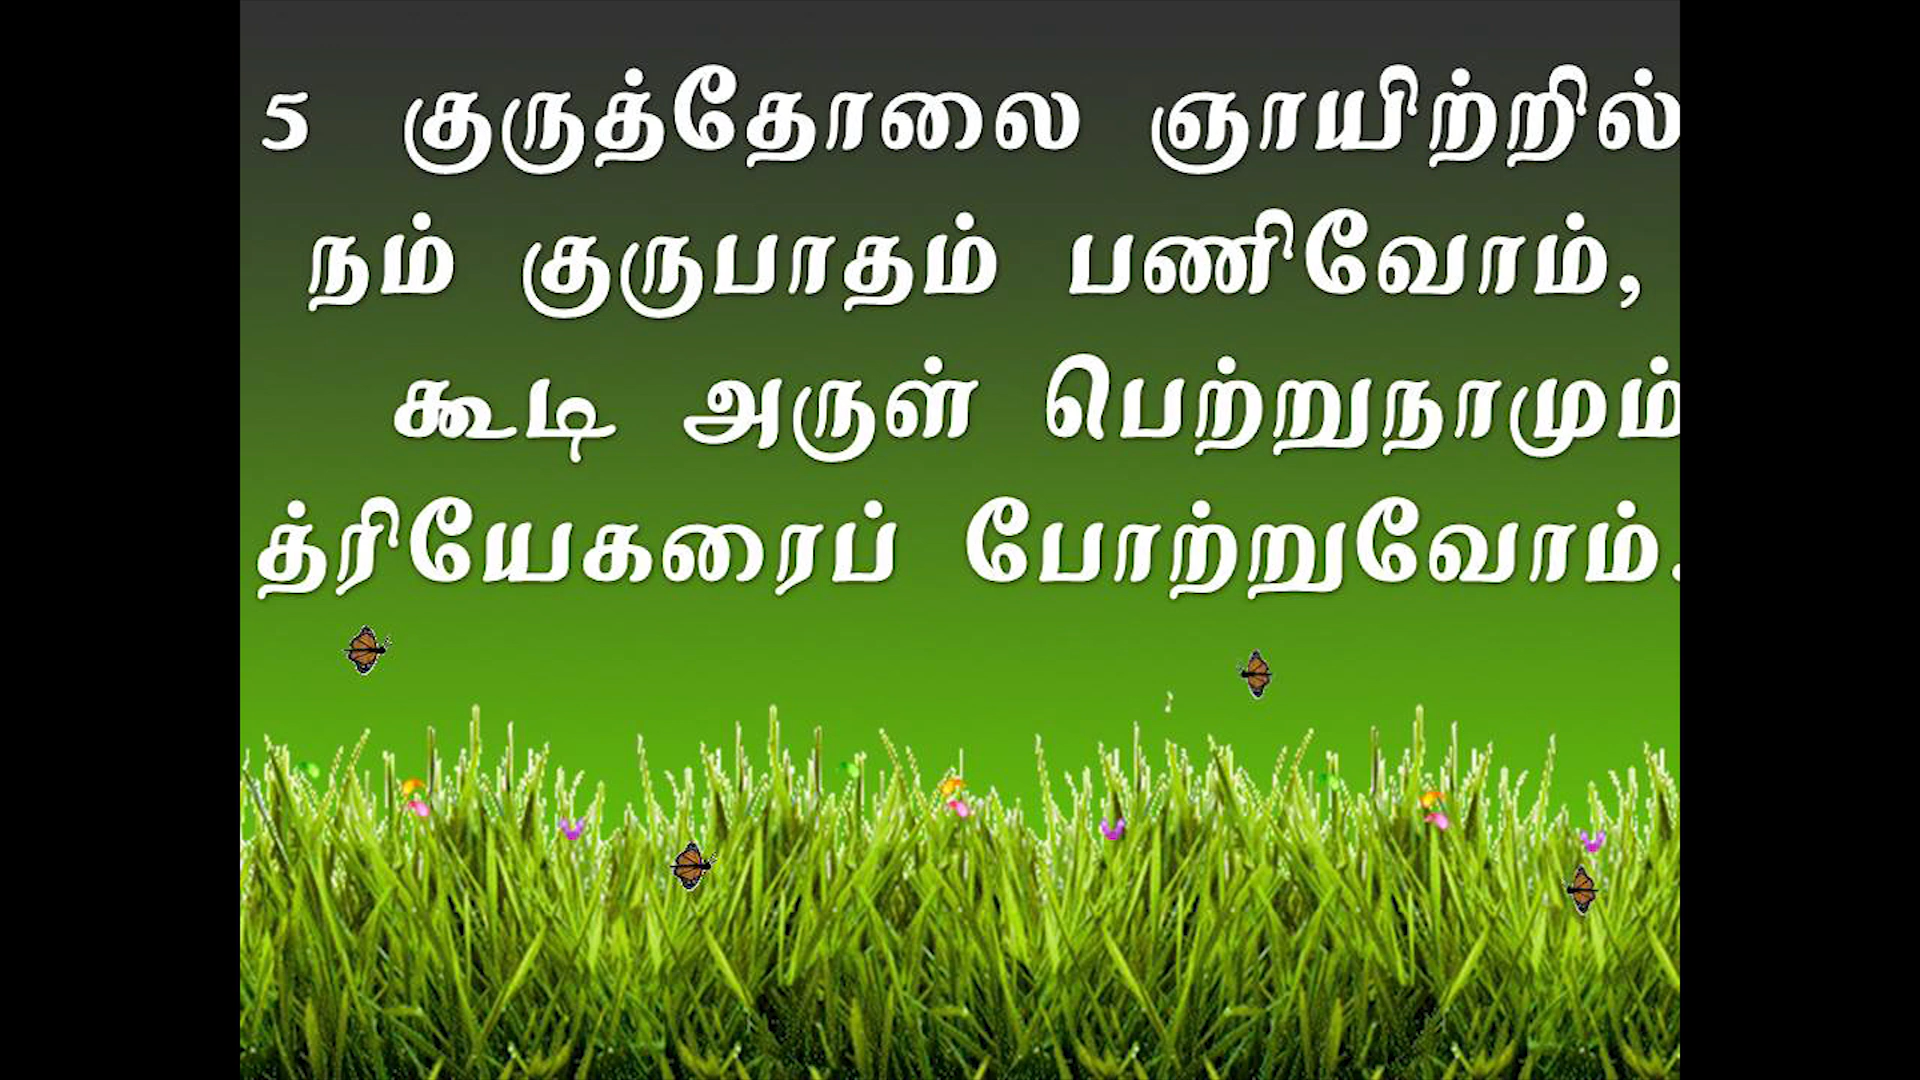 5 குருத்தோலை ஞாயிற்றில்
நம் குருபாதம் பணிவோம்,
கூடி அருள் பெற்றுநாமும்
த்ரியேகரைப் போற்றுவோம்.